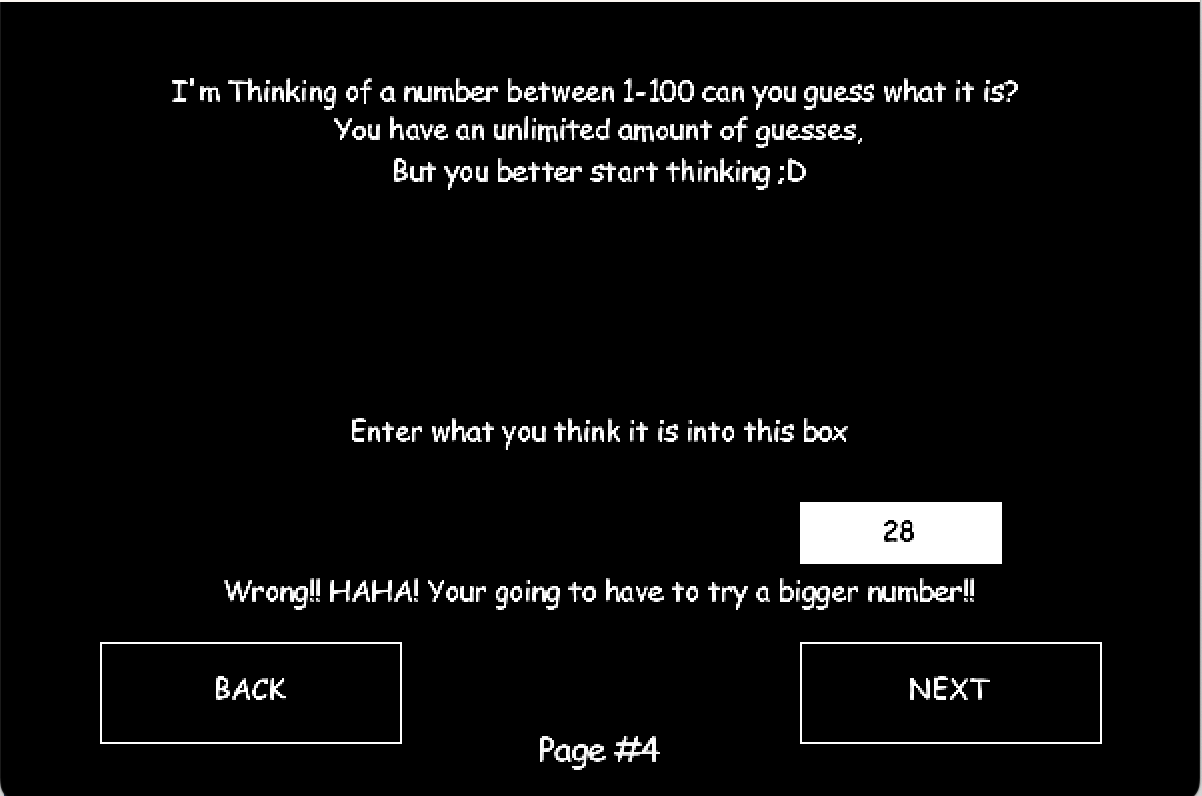 I'm Thinking of a number between 1-100 can you guess what it is?
You have an unlimited amount of guesses,
But you better start thinking ;D
Enter what you think it is into this box
28
Wrong!! HAHA! Your going to have to try a bigger number!!
BACK
NEXT
Page #4